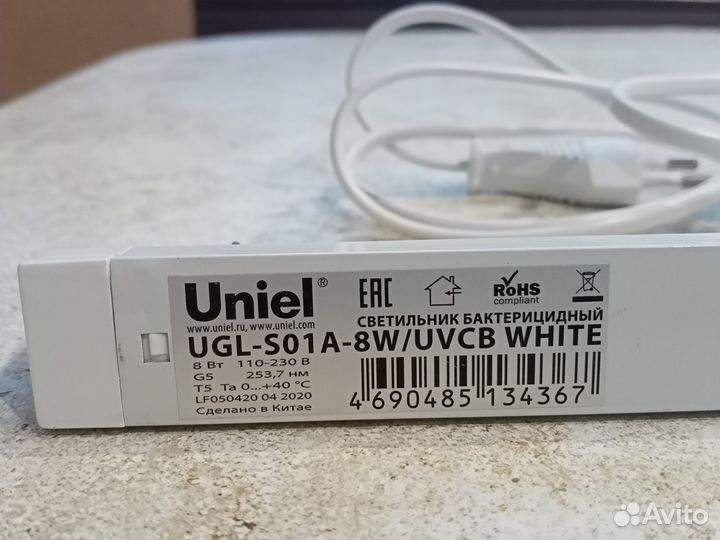 Uniel®
www.uniel.ru, www.uniel.com
EAC
RoHS
compliant
СВЕТИЛЬНИК БАКТЕРИЦИДНЫЙ
UGL-S01A-8W/UVCB WHITE
8 Вт 110-230 В
G5 253,7 нм
T5 Ta 0...+40 °C
LF050420 04 2020
Сделано в Китае
4 690485 134367
Avito